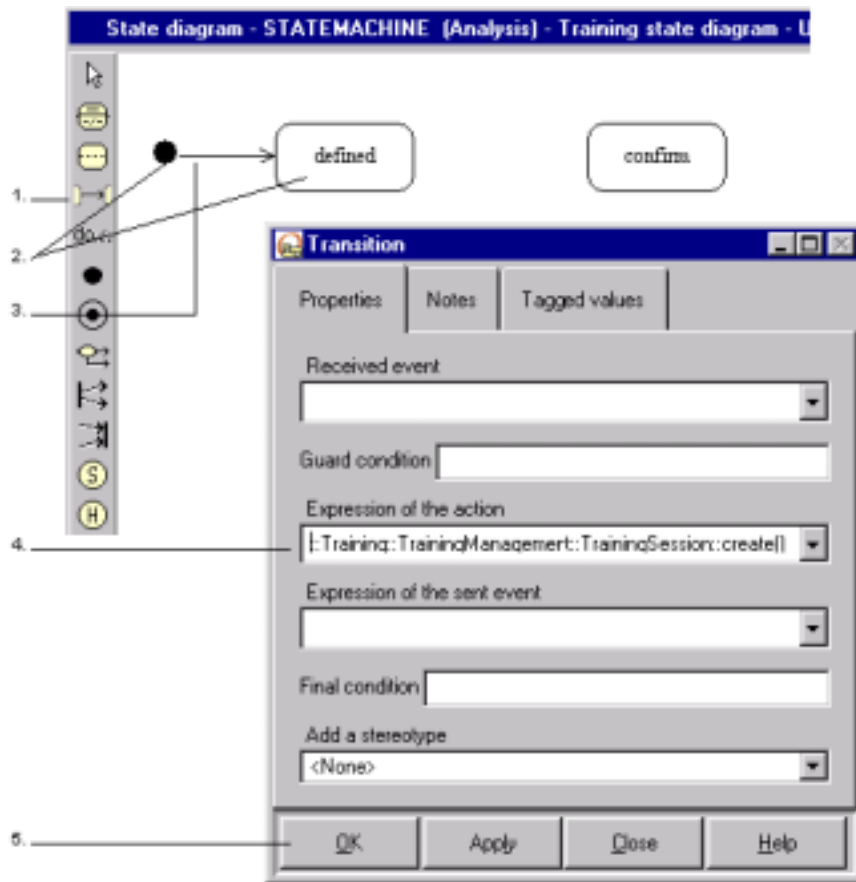 State diagram - STATEMACHINE (Analysis) - Training state diagram - U
defined
confirm
1.
do
2.
3.
Transition
Properties
Notes
Tagged values
Received event
Guard condition
S
H
Expression of the action
4.
::Training::TrainingManagement::TrainingSession::create()
Expression of the sent event
Final condition
Add a stereotype
<None>
5.
OK
Apply
Close
Help